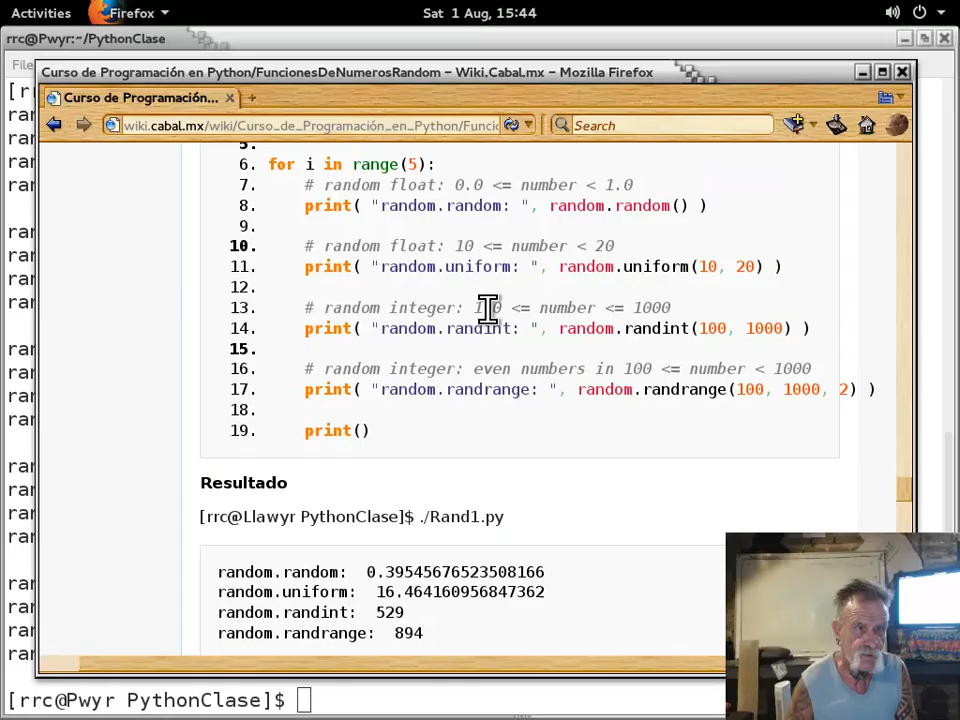 Activities Firefox Sat 1 Aug, 15:44
rrc@Pwyr:~/PythonClase
File
Curso de Programación en Python/FuncionesDeNumerosRandom – Wiki.Cabal.mx – Mozilla Firefox
Curso de Programación...
wiki.cabal.mx/wiki/Curso_de_Programación_en_Python/Funcio
Search
5.
6. for i in range(5):
7. # random float: 0.0 <= number < 1.0
8. print( "random.random: ", random.random() )
9.
10. # random float: 10 <= number < 20
11. print( "random.uniform: ", random.uniform(10, 20) )
12.
13. # random integer: 100 <= number <= 1000
14. print( "random.randint: ", random.randint(100, 1000) )
15.
16. # random integer: even numbers in 100 <= number < 1000
17. print( "random.randrange: ", random.randrange(100, 1000, 2) )
18.
19. print()
Resultado
[rrc@Llawyr PythonClase]$ ./Rand1.py
random.random: 0.39545676523508166
random.uniform: 16.464160956847362
random.randint: 529
random.randrange: 894
[rrc@Pwyr PythonClase]$